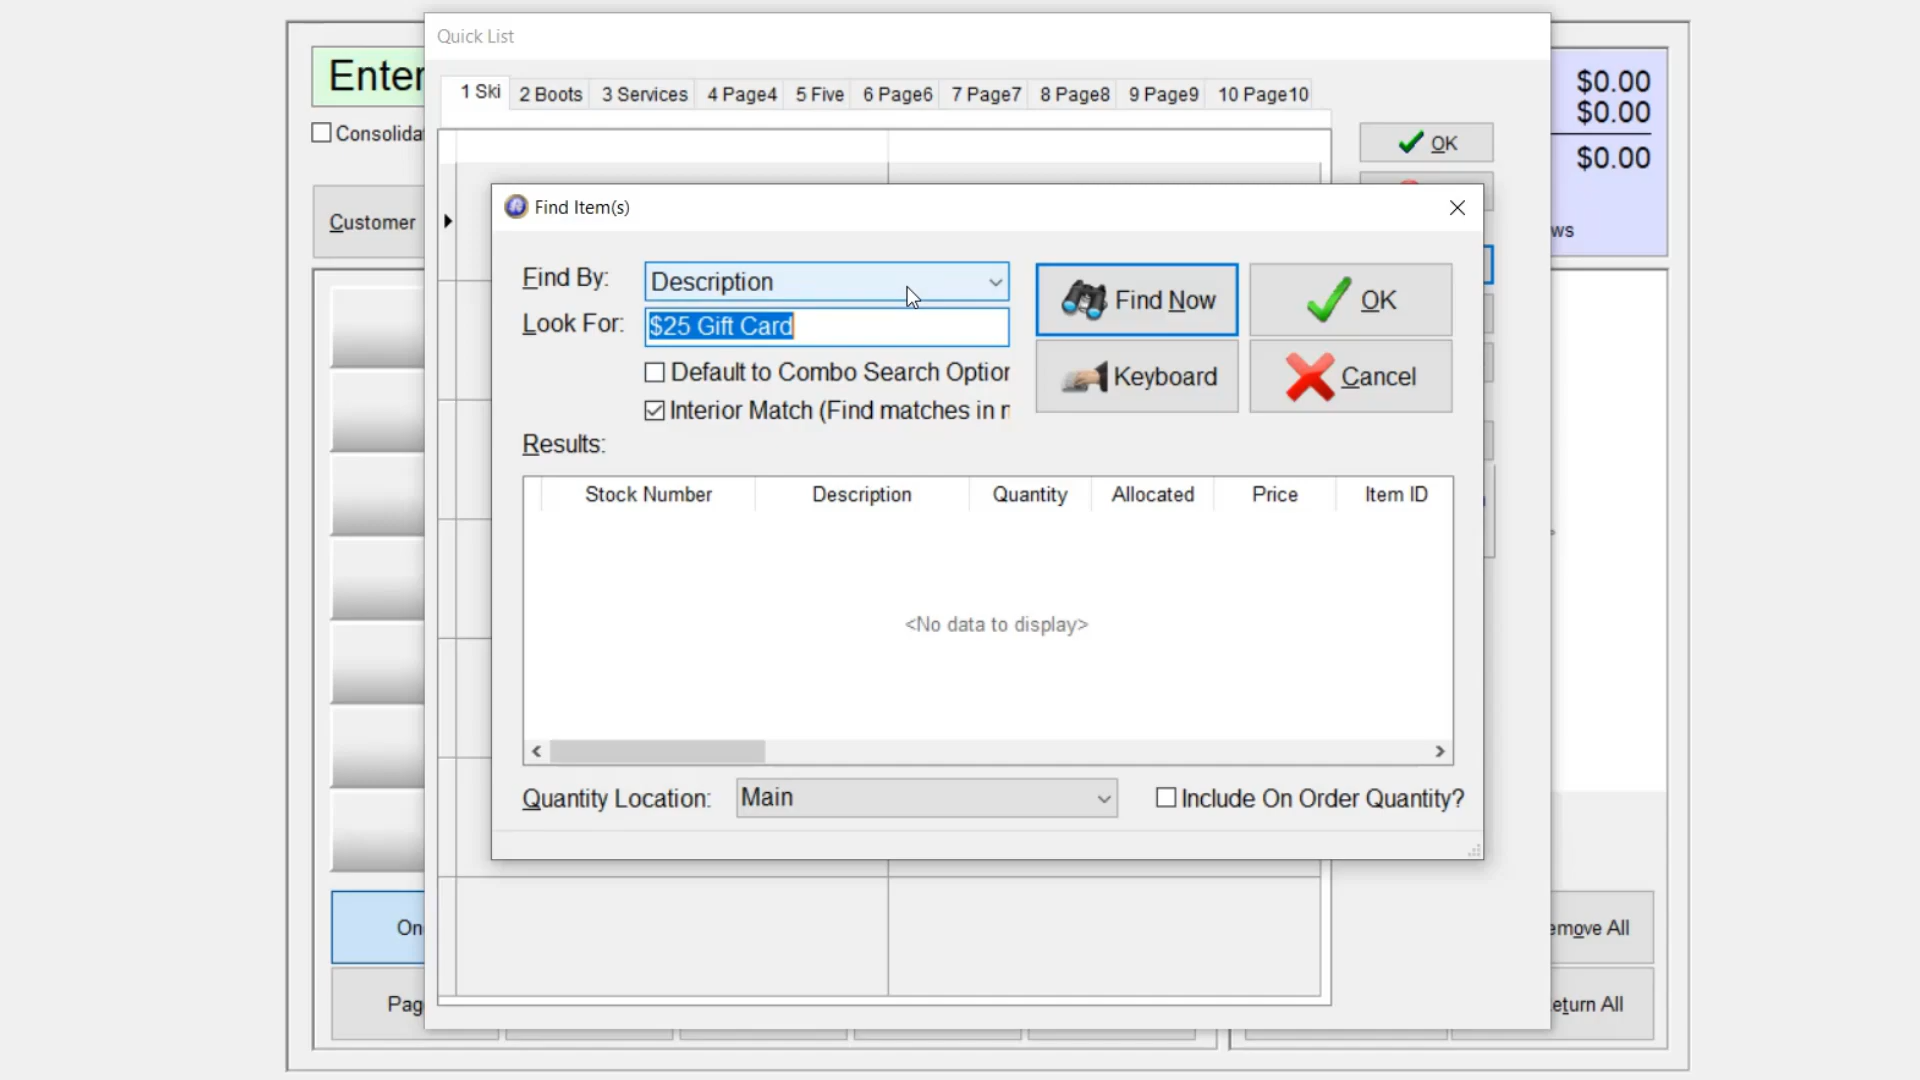 Quick List
Enter
1 Ski 2 Boots 3 Services 4 Page4 5 Five 6 Page6 7 Page7 8 Page8 9 Page9 10 Page10
$0.00
$0.00
$0.00
Consolida
OK
Customer
Find Item(s)
ws
Find By: Description
Find Now
OK
Look For: $25 Gift Card
Default to Combo Search Option
Keyboard
Cancel
Interior Match (Find matches in
Results:
Stock Number Description Quantity Allocated Price Item ID
<No data to display>
Quantity Location: Main
Include On Order Quantity?
On
emove All
Pag
eturn All